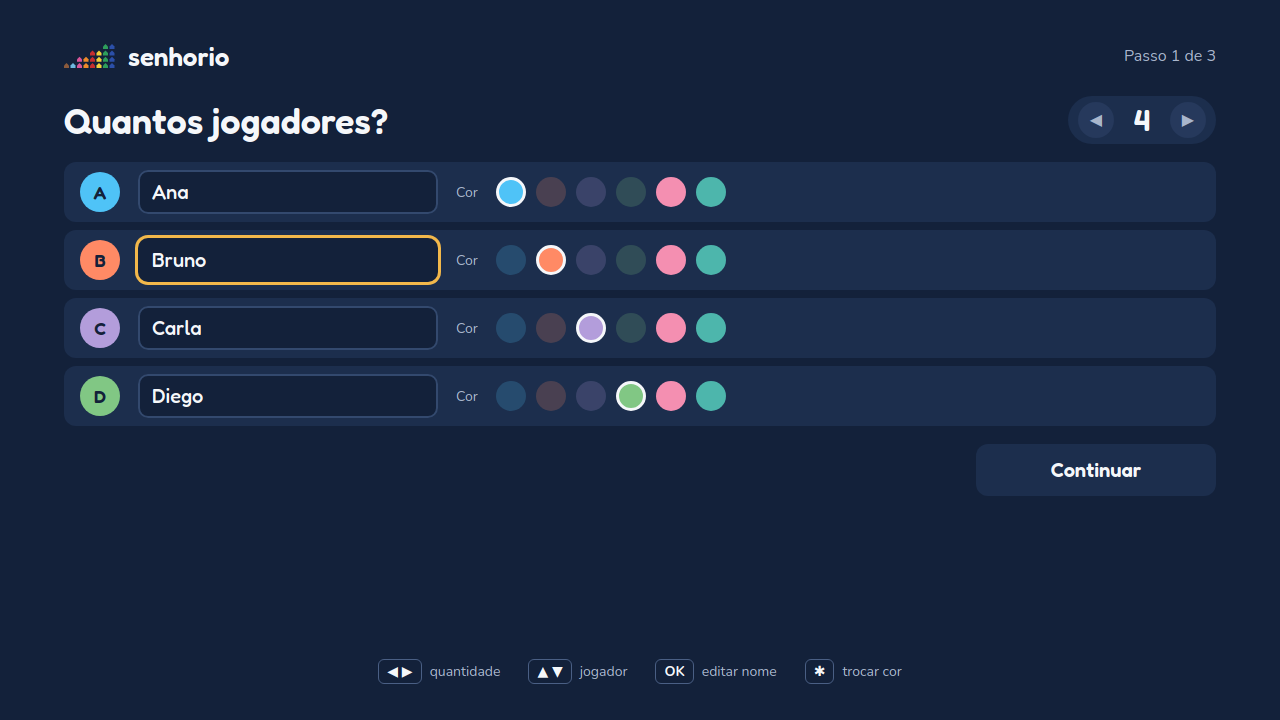 senhorio
Passo 1 de 3
Quantos jogadores?
◀ 4 ▶
A Ana Cor
B Bruno Cor
C Carla Cor
D Diego Cor
Continuar
◀ ▶ quantidade ▲ ▼ jogador OK editar nome ✱ trocar cor